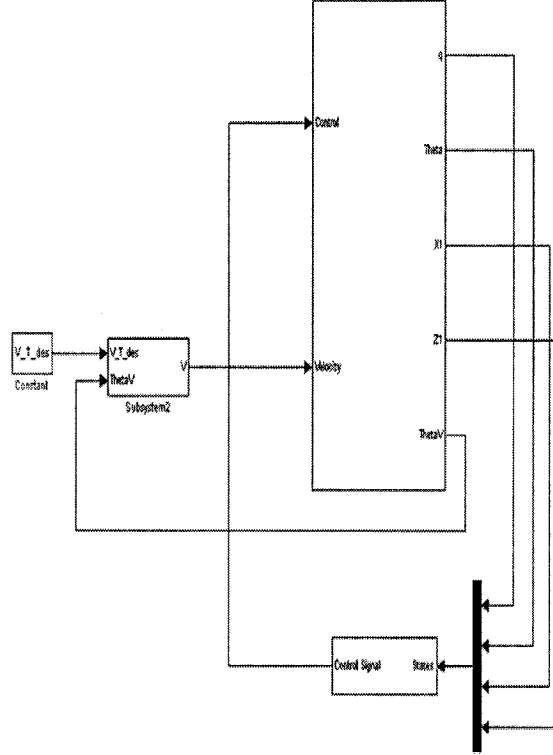 q
Control
Theta
X1
Z1
V_T_des
Constant
V_T_des
ThetaV
V
Subsystem2
Velocity
ThetaV
Control Signal
States